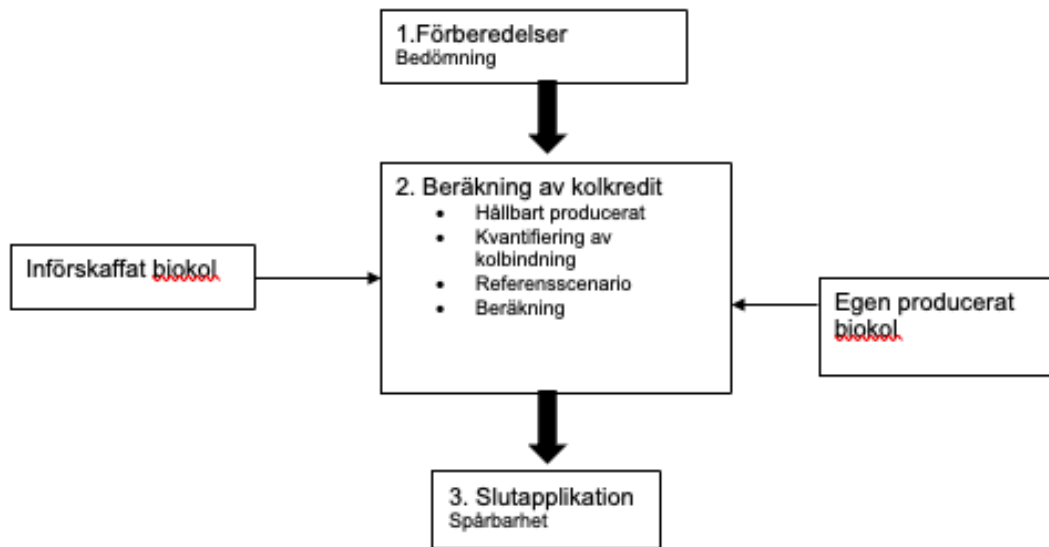 1.Förberedelser
Bedömning
2. Beräkning av kolkredit
• Hållbart producerat
• Kvantifiering av
kolbindning
• Referensscenario
• Beräkning
Införskaffat biokol
Egen producerat
biokol
3. Slutapplikation
Spårbarhet